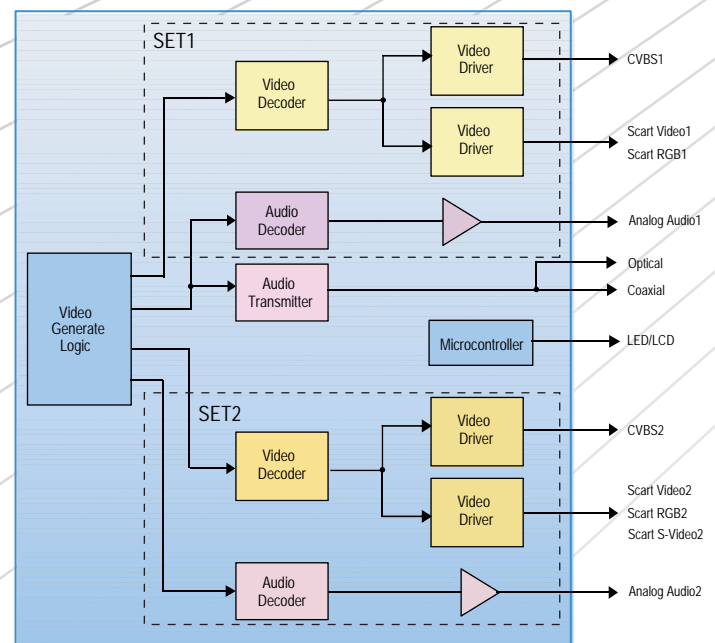 SET1
Video
Decoder
Video
Driver
CVBS1
Video
Driver
Scart Video1
Scart RGB1
Audio
Decoder
Analog Audio1
Video
Generate
Logic
Audio
Transmitter
Optical
Coaxial
Microcontroller
LED/LCD
SET2
Video
Decoder
Video
Driver
CVBS2
Video
Driver
Scart Video2
Scart RGB2
Scart S-Video2
Audio
Decoder
Analog Audio2